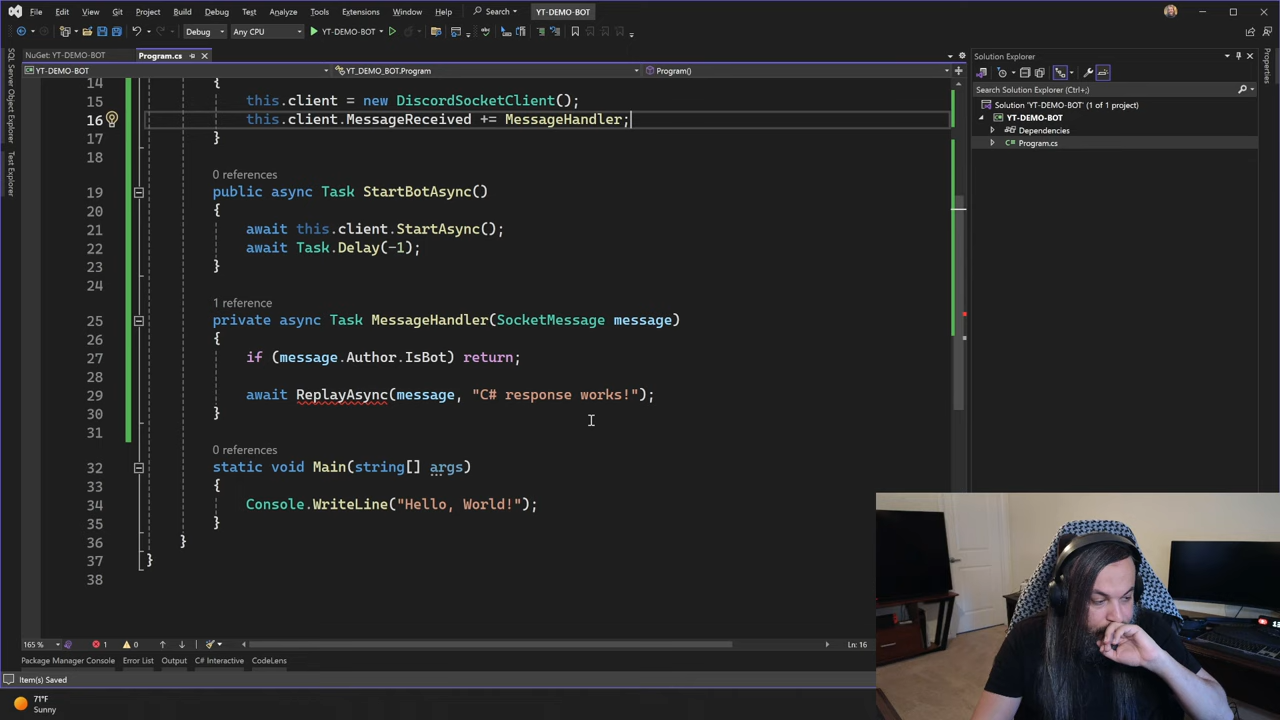 File Edit View Git Project Build Debug Test Analyze Tools Extensions Window Help Search YT-DEMO-BOT
Debug Any CPU YT-DEMO-BOT
NuGet: YT-DEMO-BOT Program.cs
YT-DEMO-BOT YT_DEMO_BOT.Program Program()
14 {
15 this.client = new DiscordSocketClient();
16 this.client.MessageReceived += MessageHandler;
17 }
18
0 references
19 public async Task StartBotAsync()
20 {
21 await this.client.StartAsync();
22 await Task.Delay(-1);
23 }
24
1 reference
25 private async Task MessageHandler(SocketMessage message)
26 {
27 if (message.Author.IsBot) return;
28
29 await ReplayAsync(message, "C# response works!");
30 }
31
0 references
32 static void Main(string[] args)
33 {
34 Console.WriteLine("Hello, World!");
35 }
36 }
37 }
38
165 % 1 0 Ln: 16
Package Manager Console Error List Output C# Interactive CodeLens
Item(s) Saved
71°F
Sunny
SQL Server Object Explorer
Test Explorer
Solution Explorer
Search Solution Explorer (Ctrl+;)
Solution 'YT-DEMO-BOT' (1 of 1 project)
YT-DEMO-BOT
Dependencies
C# Program.cs
Properties